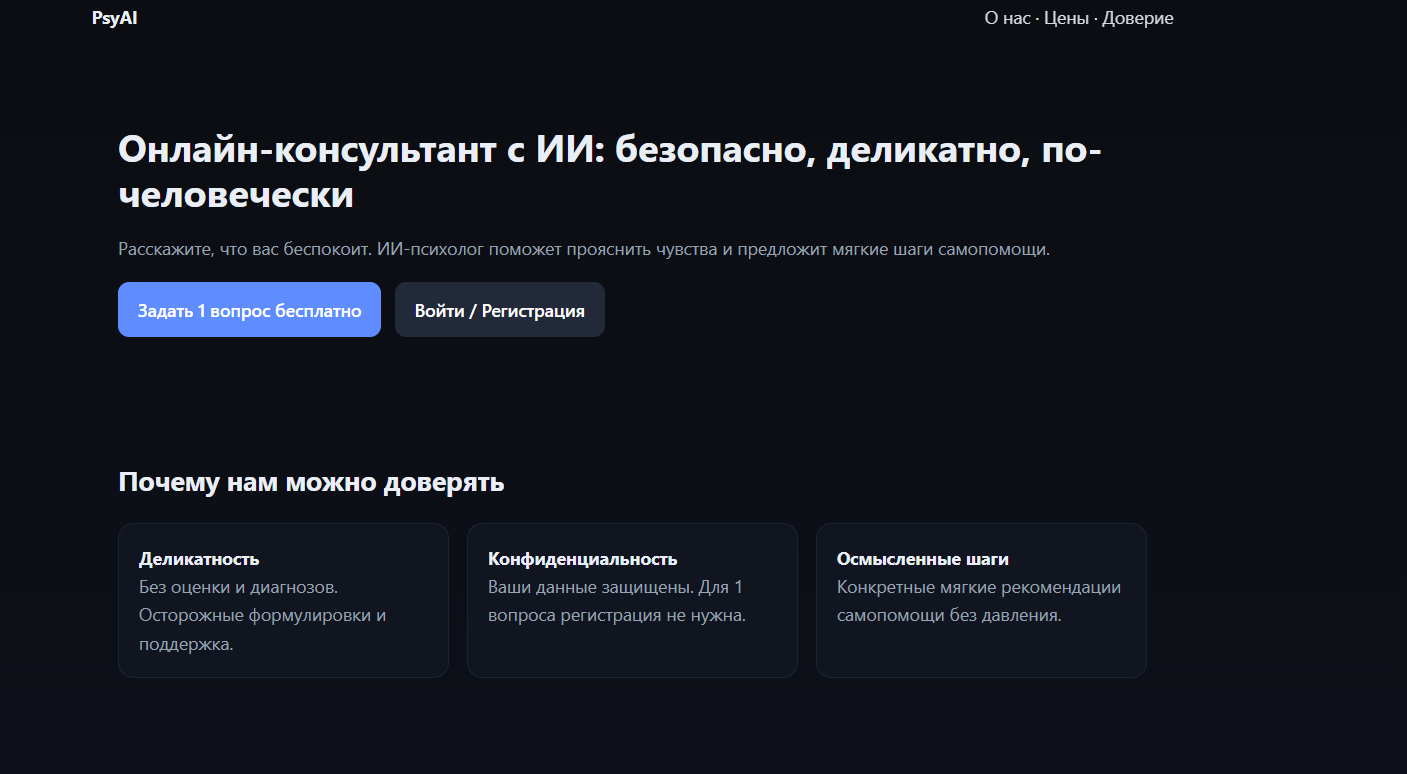 PsyAI
О нас · Цены · Доверие
Онлайн-консультант с ИИ: безопасно, деликатно, по-
человечески
Расскажите, что вас беспокоит. ИИ-психолог поможет прояснить чувства и предложит мягкие шаги самопомощи.
Задать 1 вопрос бесплатно
Войти / Регистрация
Почему нам можно доверять
Деликатность
Без оценки и диагнозов.
Осторожные формулировки и
поддержка.
Конфиденциальность
Ваши данные защищены. Для 1
вопроса регистрация не нужна.
Осмысленные шаги
Конкретные мягкие рекомендации
самопомощи без давления.